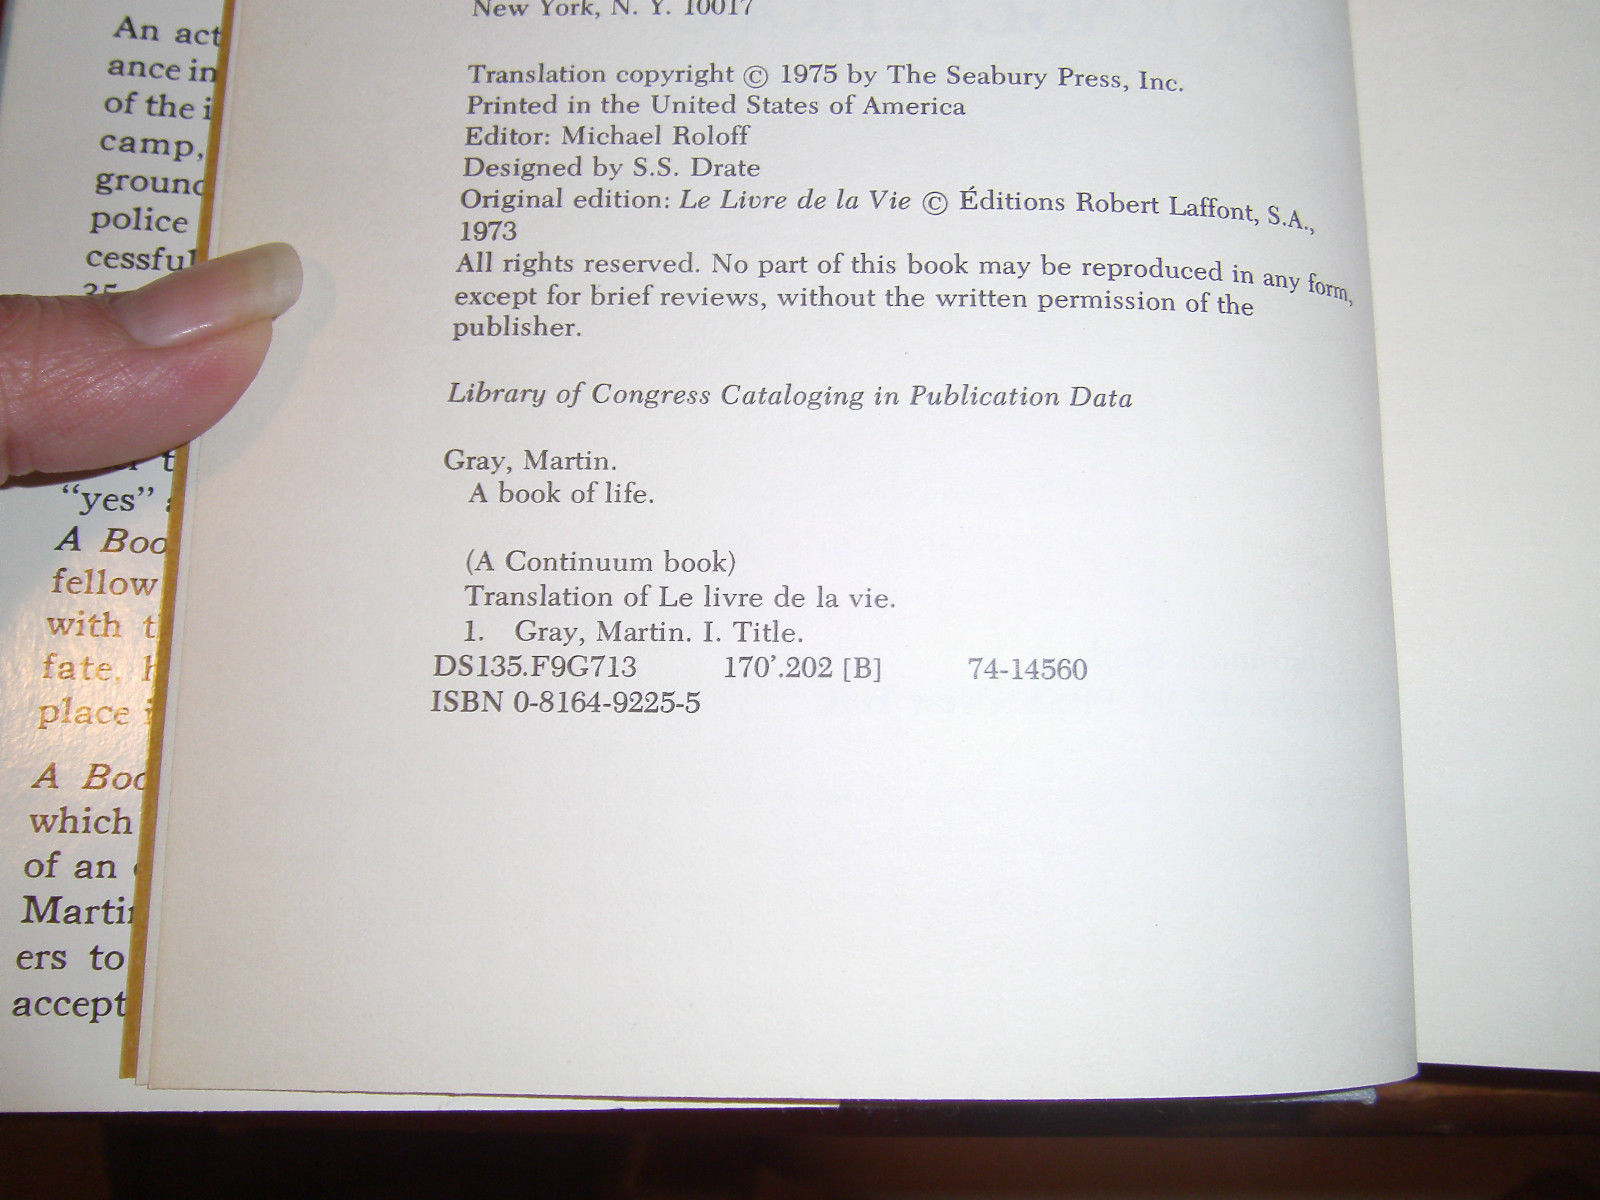 An act
ance in
of the i
camp,
ground
police
cessful
35
"yes"
A Boo
fellow
with t
fate. H
place i
A Boo
which
of an
Martin
ers to
accept
New York, N. Y. 10017
Translation copyright © 1975 by The Seabury Press, Inc.
Printed in the United States of America
Editor: Michael Roloff
Designed by S.S. Drate
Original edition: Le Livre de la Vie © Éditions Robert Laffont, S.A.,
1973
All rights reserved. No part of this book may be reproduced in any form,
except for brief reviews, without the written permission of the
publisher.
Library of Congress Cataloging in Publication Data
Gray, Martin.
A book of life.
(A Continuum book)
Translation of Le livre de la vie.
1. Gray, Martin. I. Title.
DS135.F9G713 170'.202 [B] 74-14560
ISBN 0-8164-9225-5